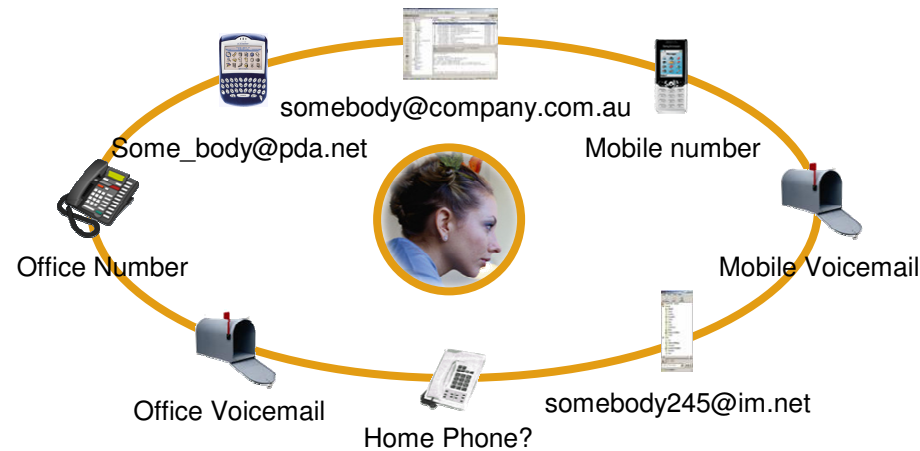 somebody@company.com.au
Some_body@pda.net
Mobile number
Office Number
Mobile Voicemail
Office Voicemail
somebody245@im.net
Home Phone?